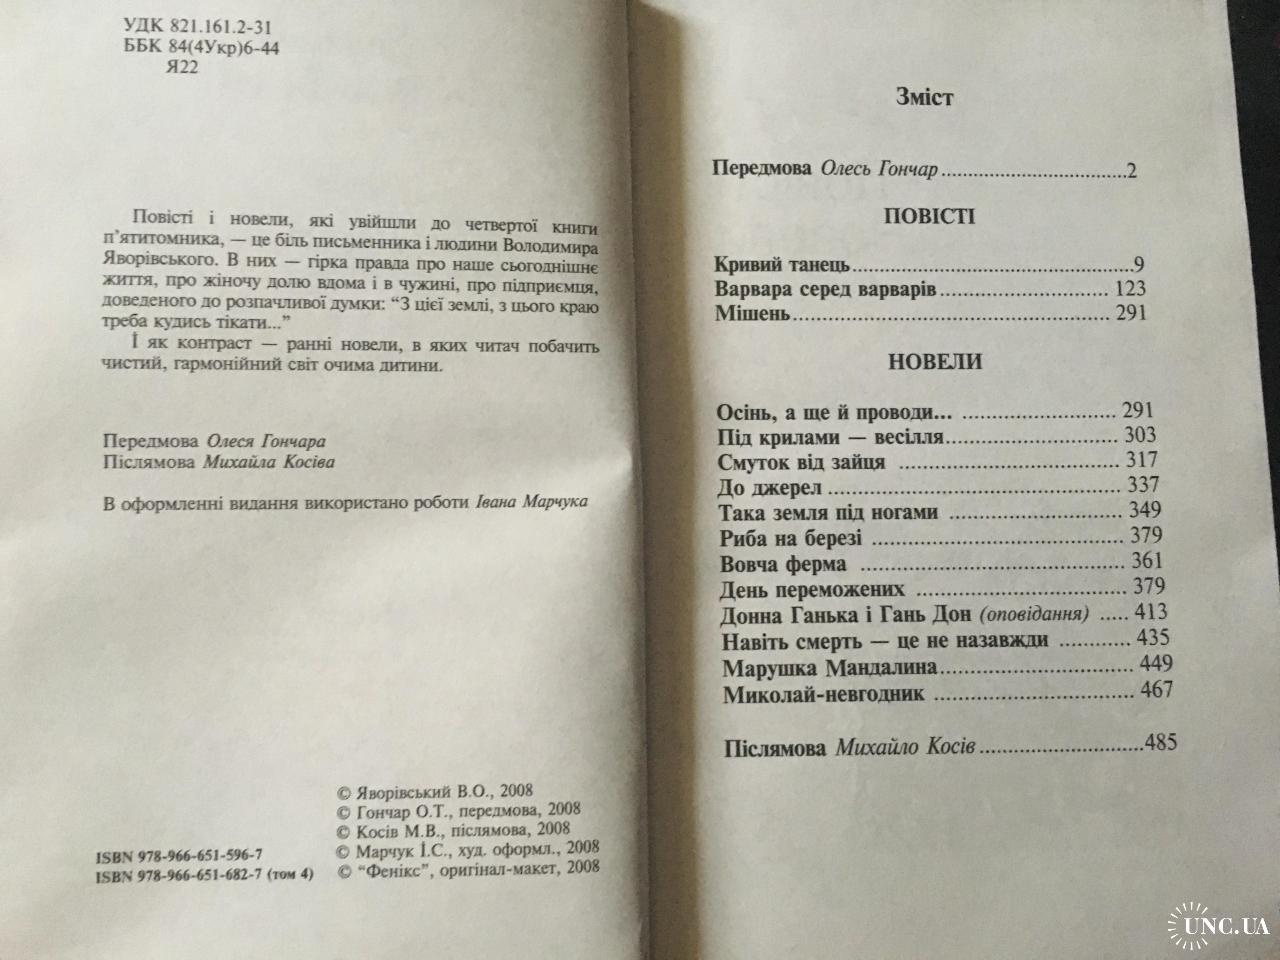 УДК 821.161.2-31
ББК 84(4Укр)6-44
Я22
Повісті і новели, які увійшли до четвертої книги
п’ятитомника, — це біль письменника і людини Володимира
Яворівського. В них — гірка правда про наше сьогоднішнє
життя, про жіночу долю вдома і в чужині, про підприємця,
доведеного до розпачливої думки: “З цієї землі, з цього краю
треба кудись тікати...”
І як контраст — ранні новели, в яких читач побачить
чистий, гармонійний світ очима дитини.
Передмова Олеся Гончара
Післямова Михайла Косіва
В оформленні видання використано роботи Івана Марчука
© Яворівський В.О., 2008
© Гончар О.Т., передмова, 2008
© Косів М.В., післямова, 2008
© Марчук І.С., худ. оформл., 2008
© “Фенікс”, оригінал-макет, 2008
ISBN 978-966-651-596-7
ISBN 978-966-651-682-7 (том 4)
Зміст
Передмова Олесь Гончар ................................2
ПОВІСТІ
Кривий танець................................................9
Варвара серед варварів............................. 123
Мішень...................................................... 291
НОВЕЛИ
Осінь, а ще й проводи... .......................... 291
Під крилами — весілля.............................. 303
Смуток від зайця ..................................... 317
До джерел ................................................ 337
Така земля під ногами ............................. 349
Риба на березі .......................................... 379
Вовча ферма ............................................ 361
День переможених ................................... 379
Донна Ганька і Гань Дон (оповідання) ..... 413
Навіть смерть — це не назавжди ............ 435
Марушка Мандалина................................. 449
Миколай-невгодник .................................. 467
Післямова Михайло Косів ............................485
UNC.UA